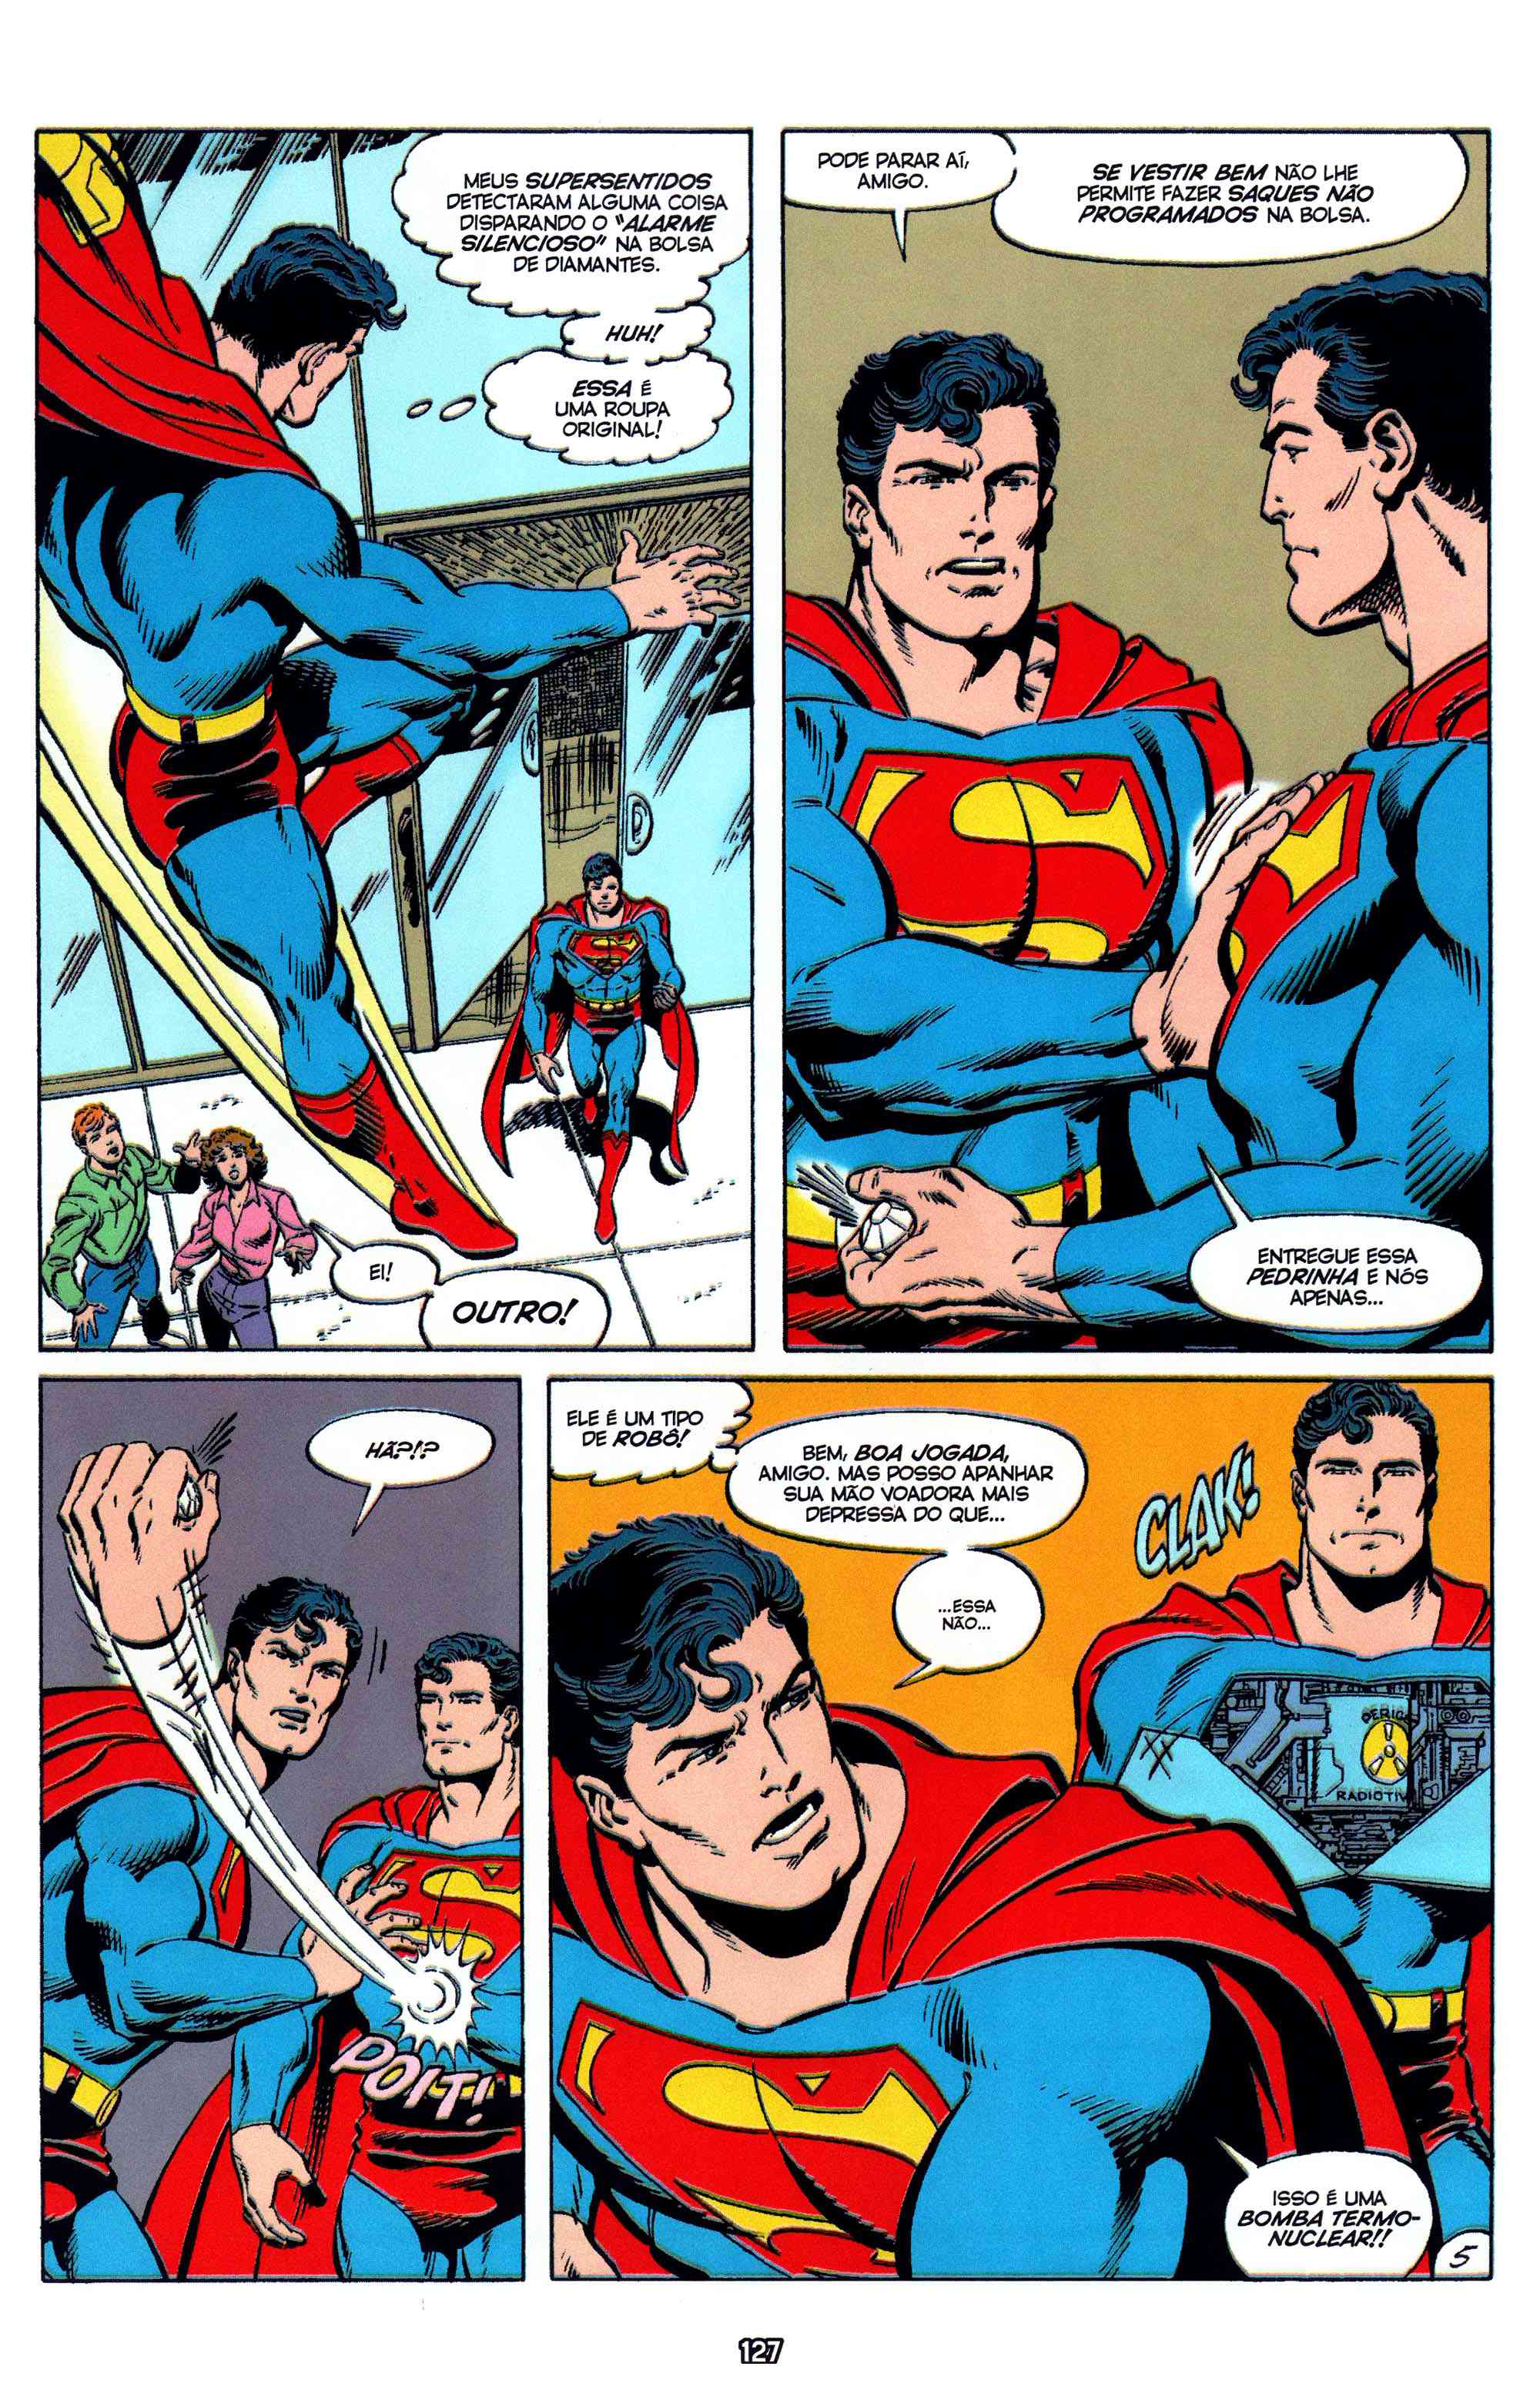 MEUS SUPERSENTIDOS
DETECTARAM ALGUMA COISA
DISPARANDO O "ALARME
SILENCIOSO" NA BOLSA
DE DIAMANTES.
HUH!
ESSA É
UMA ROUPA
ORIGINAL!
EI!
OUTRO!
PODE PARAR AÍ,
AMIGO.
SE VESTIR BEM NÃO LHE
PERMITE FAZER SAQUES NÃO
PROGRAMADOS NA BOLSA.
ENTREGUE ESSA
PEDRINHA E NÓS
APENAS...
HÃ?!?
POIT!
ELE É UM TIPO
DE ROBÔ!
BEM, BOA JOGADA,
AMIGO. MAS POSSO APANHAR
SUA MÃO VOADORA MAIS
DEPRESSA DO QUE...
...ESSA
NÃO...
CLAK!
PERIG
RADIOTIV
ISSO É UMA
BOMBA TERMO-
NUCLEAR!!
5
127